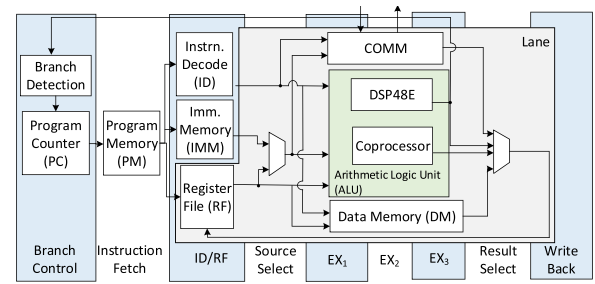 Instrn.
Decode
(ID)
COMM
Lane
Branch
Detection
DSP48E
Program
Counter
(PC)
Program
Memory
(PM)
Imm.
Memory
(IMM)
Coprocessor
Arithmetic Logic Unit
(ALU)
Register
File (RF)
Data Memory (DM)
Branch
Control
Instruction
Fetch
ID/RF
Source
Select
EX₁
EX₂
EX₃
Result
Select
Write
Back